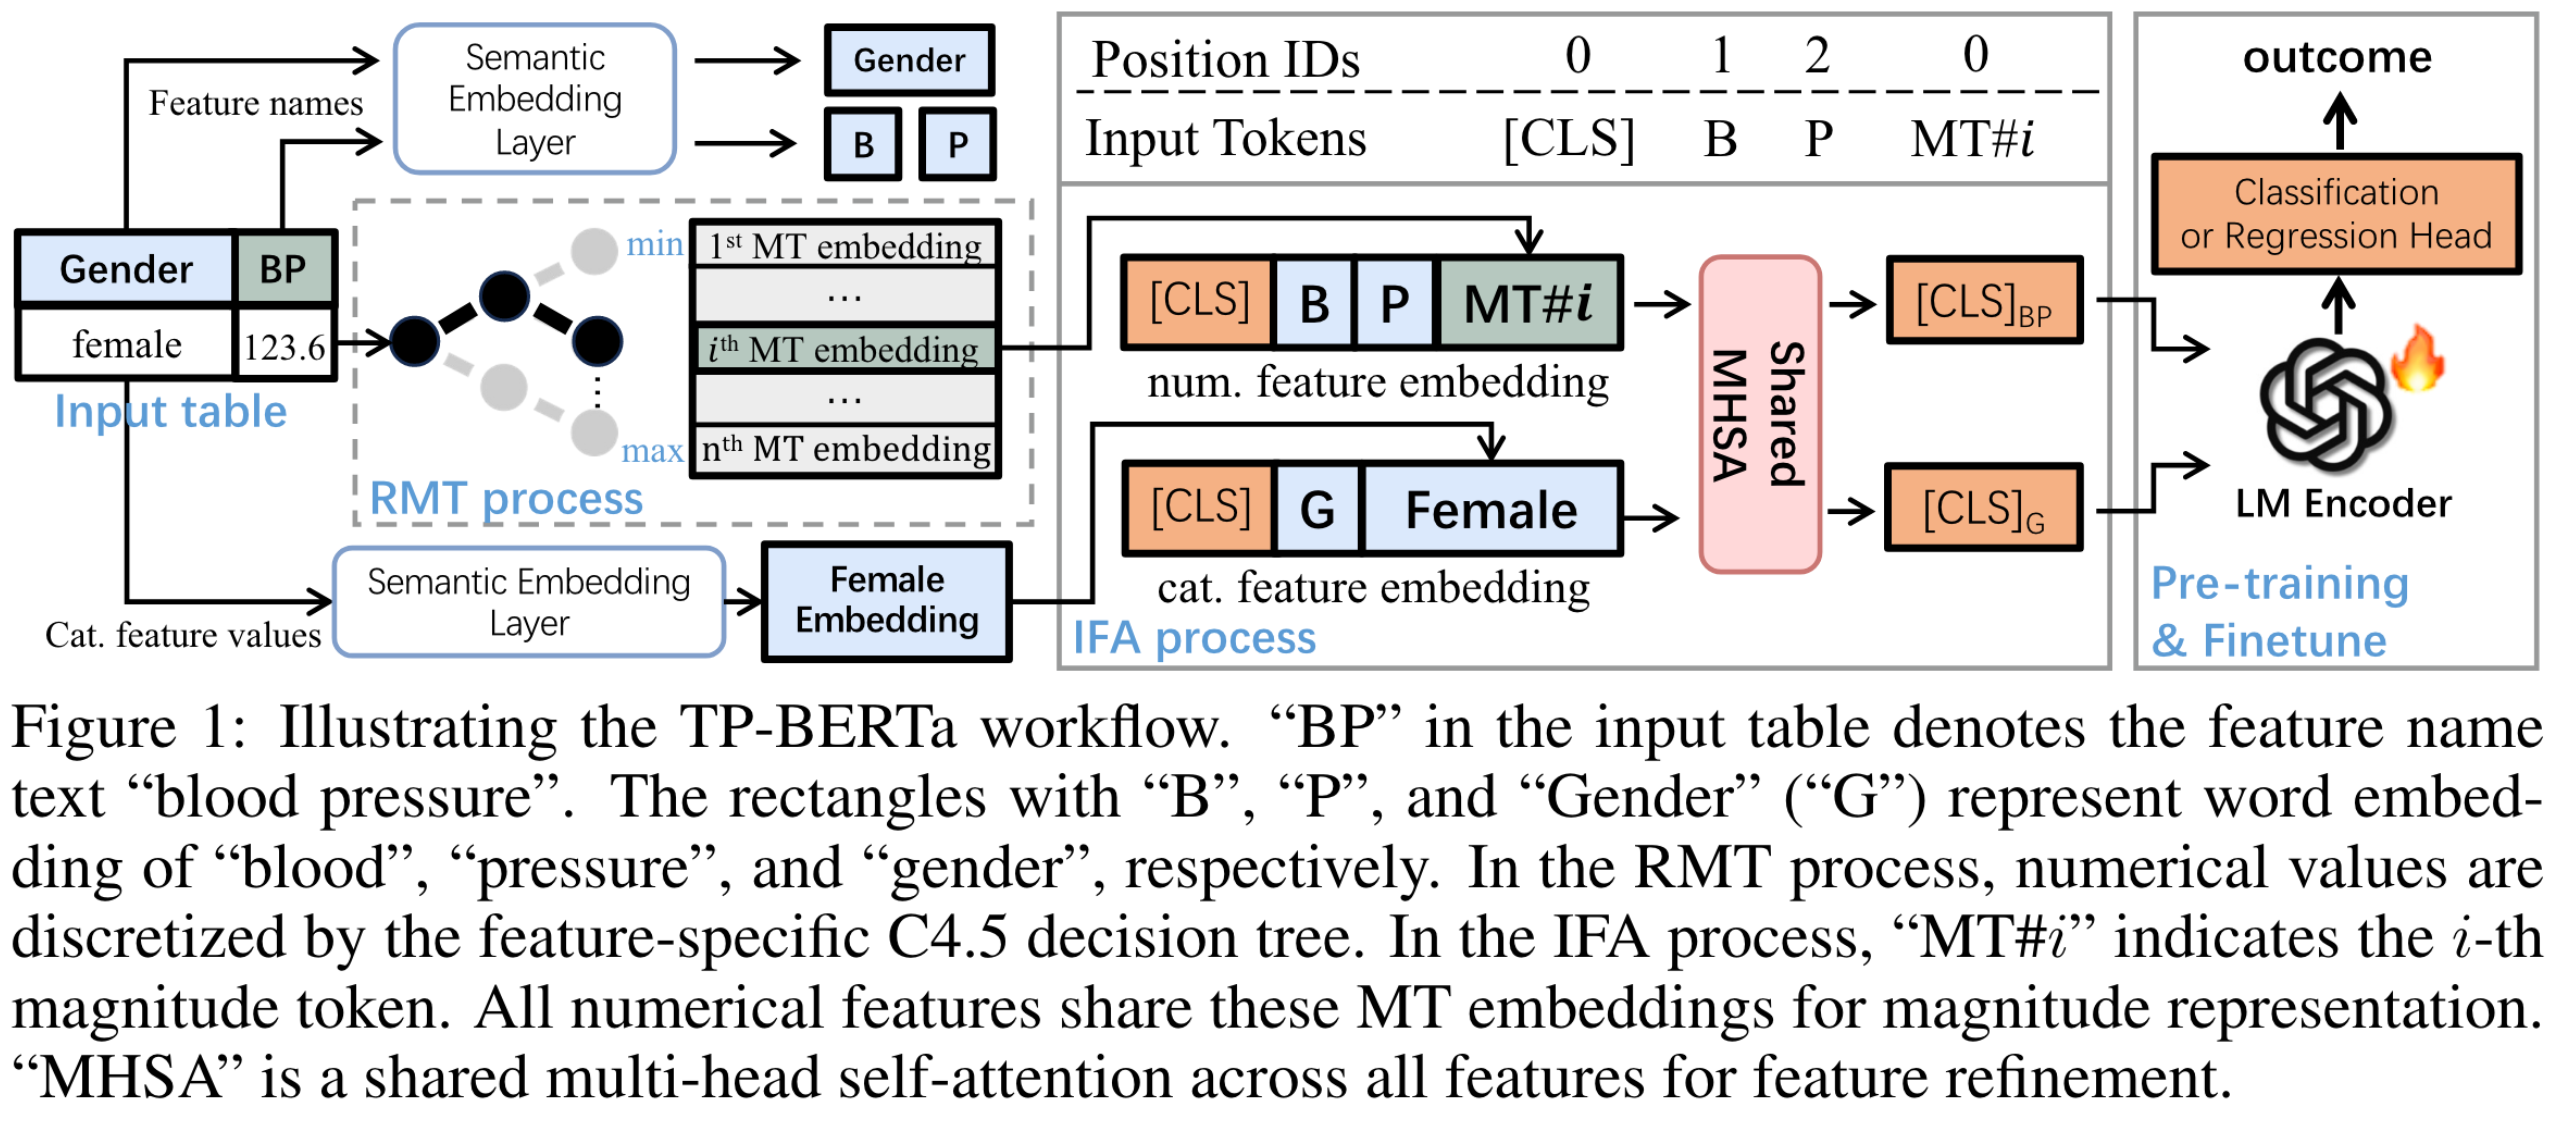 Semantic
Embedding
Layer
Feature names
Gender
B P
Gender BP
female 123.6
Input table
min
max
RMT process
1st MT embedding
...
ith MT embedding
...
nth MT embedding
Cat. feature values
Semantic Embedding
Layer
Female
Embedding
Position IDs 0 1 2 0
Input Tokens [CLS] B P MT#i
[CLS] B P MT#i
num. feature embedding
[CLS] G Female
cat. feature embedding
IFA process
Shared
MHSA
[CLS]BP
[CLS]G
outcome
Classification
or Regression Head
LM Encoder
Pre-training
& Finetune
Figure 1: Illustrating the TP-BERTa workflow. “BP” in the input table denotes the feature name
text “blood pressure”. The rectangles with “B”, “P”, and “Gender” (“G”) represent word embed-
ding of “blood”, “pressure”, and “gender”, respectively. In the RMT process, numerical values are
discretized by the feature-specific C4.5 decision tree. In the IFA process, “MT#i” indicates the i-th
magnitude token. All numerical features share these MT embeddings for magnitude representation.
“MHSA” is a shared multi-head self-attention across all features for feature refinement.